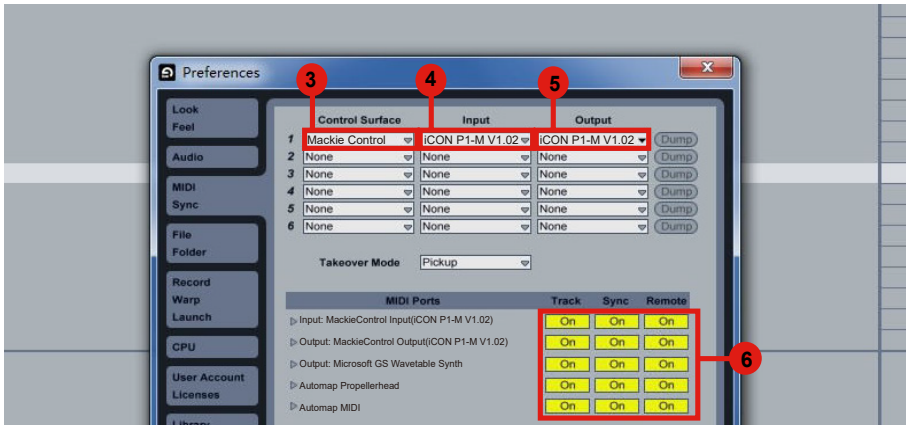 Preferences
3
4
5
Look
Feel
Audio
MIDI
Sync
File
Folder
Record
Warp
Launch
CPU
User Account
Licenses
Library
Control Surface Input Output
1 Mackie Control iCON P1-M V1.02 iCON P1-M V1.02 Dump
2 None None None Dump
3 None None None Dump
4 None None None Dump
5 None None None Dump
6 None None None Dump
Takeover Mode Pickup
MIDI Ports Track Sync Remote
Input: MackieControl Input(iCON P1-M V1.02) On On On
Output: MackieControl Output(iCON P1-M V1.02) On On On
Output: Microsoft GS Wavetable Synth On On On
Automap Propellerhead On On On
Automap MIDI On On On
6